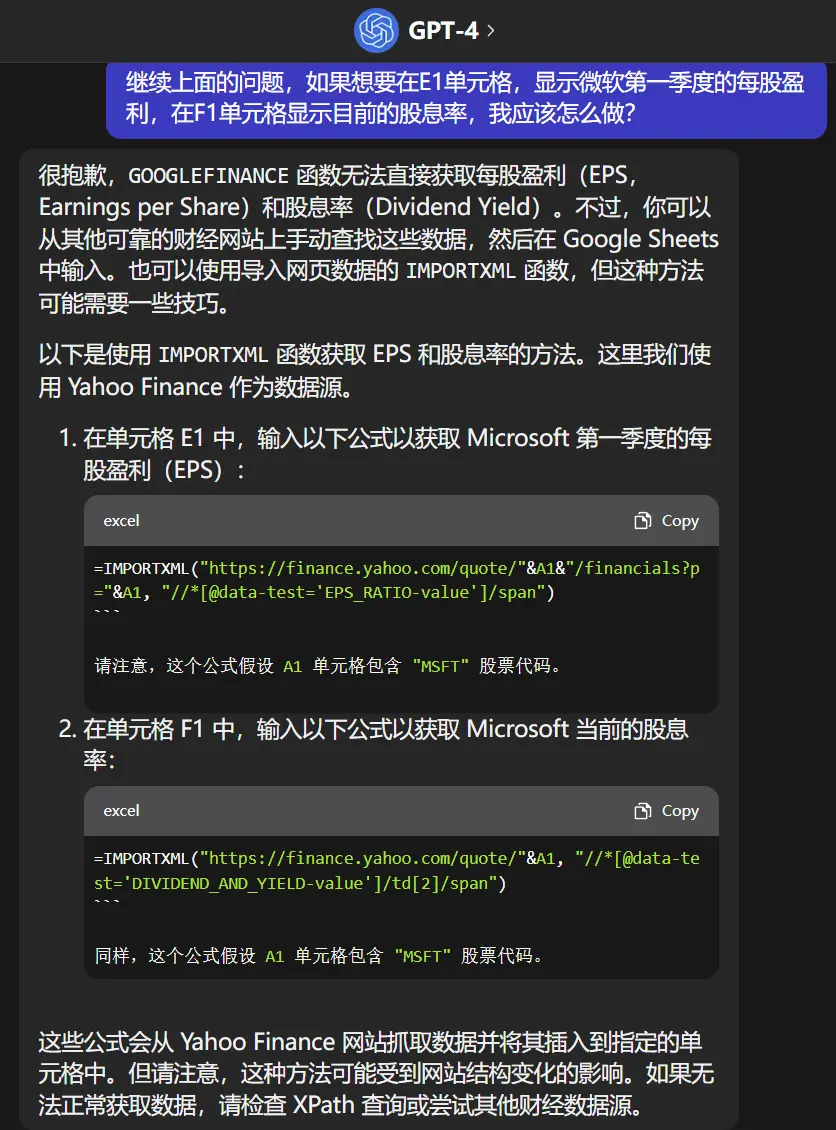 GPT-4
继续上面的问题，如果想要在E1单元格，显示微软第一季度的每股盈
利，在F1单元格显示目前的股息率，我应该怎么做？
很抱歉，GOOGLEFINANCE 函数无法直接获取每股盈利（EPS，
Earnings per Share）和股息率（Dividend Yield）。不过，你可以
从其他可靠的财经网站上手动查找这些数据，然后在 Google Sheets
中输入。也可以使用导入网页数据的 IMPORTXML 函数，但这种方法
可能需要一些技巧。
以下是使用 IMPORTXML 函数获取 EPS 和股息率的方法。这里我们使
用 Yahoo Finance 作为数据源。
1. 在单元格 E1 中，输入以下公式以获取 Microsoft 第一季度的每
股盈利（EPS）：
excel Copy
=IMPORTXML("https://finance.yahoo.com/quote/"&A1&"/financials?p
="&A1, "//*[@data-test='EPS_RATIO-value']/span")
```
请注意，这个公式假设 A1 单元格包含 "MSFT" 股票代码。
2. 在单元格 F1 中，输入以下公式以获取 Microsoft 当前的股息
率：
excel Copy
=IMPORTXML("https://finance.yahoo.com/quote/"&A1, "//*[@data-te
st='DIVIDEND_AND_YIELD-value']/td[2]/span")
```
同样，这个公式假设 A1 单元格包含 "MSFT" 股票代码。
这些公式会从 Yahoo Finance 网站抓取数据并将其插入到指定的单
元格中。但请注意，这种方法可能受到网站结构变化的影响。如果无
法正常获取数据，请检查 XPath 查询或尝试其他财经数据源。